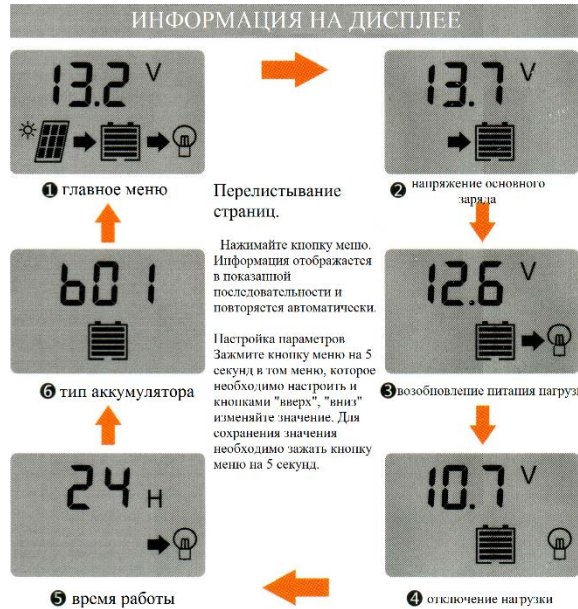 ИНФОРМАЦИЯ НА ДИСПЛЕЕ
13.2 V
❶ главное меню
13.7 V
❷ напряжение основного
заряда
Перелистывание
страниц.
Нажимайте кнопку меню.
Информация отображается
в показанной
последовательности и
повторяется автоматически.
Настройка параметров
Зажмите кнопку меню на 5
секунд в том меню, которое
необходимо настроить и
кнопками "вверх", "вниз"
изменяйте значение. Для
сохранения значения
необходимо зажать кнопку
меню на 5 секунд.
12.6 V
❸возобновление питания нагрузк
10.7 V
❹ отключение нагрузки
24 H
❺ время работы
b01
❻ тип аккумулятора